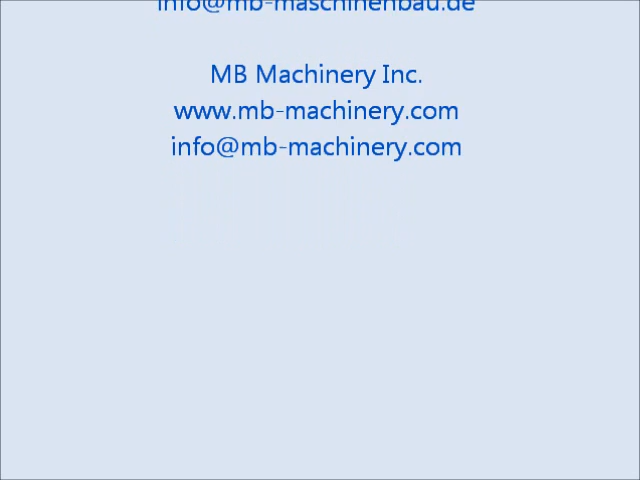 info@mb-maschinenbau.de
MB Machinery Inc.
www.mb-machinery.com
info@mb-machinery.com